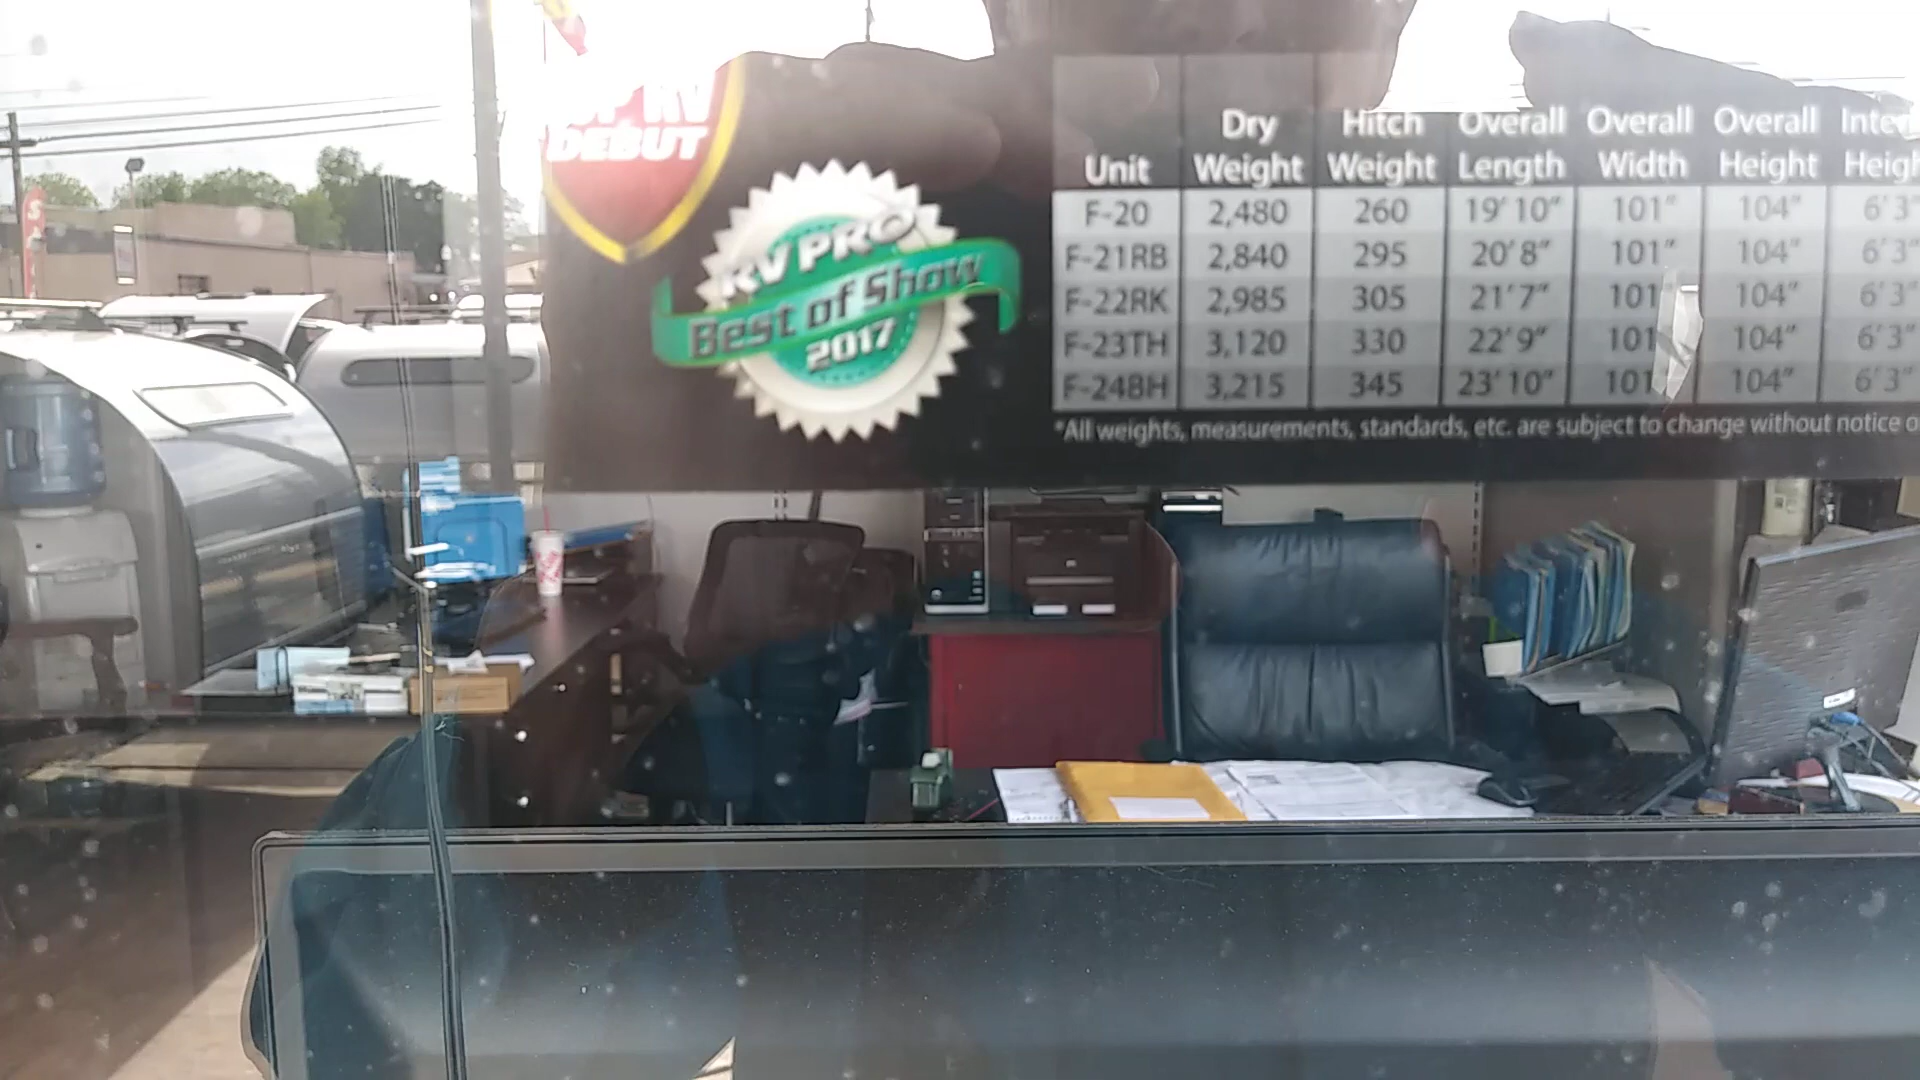 RV
DEBUT
RV PRO
Best of Show
2017
Unit Dry Weight Hitch Weight Overall Length Overall Width Overall Height
F-20 2,480 260 19'10" 101" 104" 6'3"
F-21RB 2,840 295 20'8" 101" 104" 6'3"
F-22RK 2,985 305 21'7" 101 104" 6'3"
F-23TH 3,120 330 22'9" 101 104" 6'3"
F-24BH 3,215 345 23'10" 101 104" 6'3"
*All weights, measurements, standards, etc. are subject to change without notice